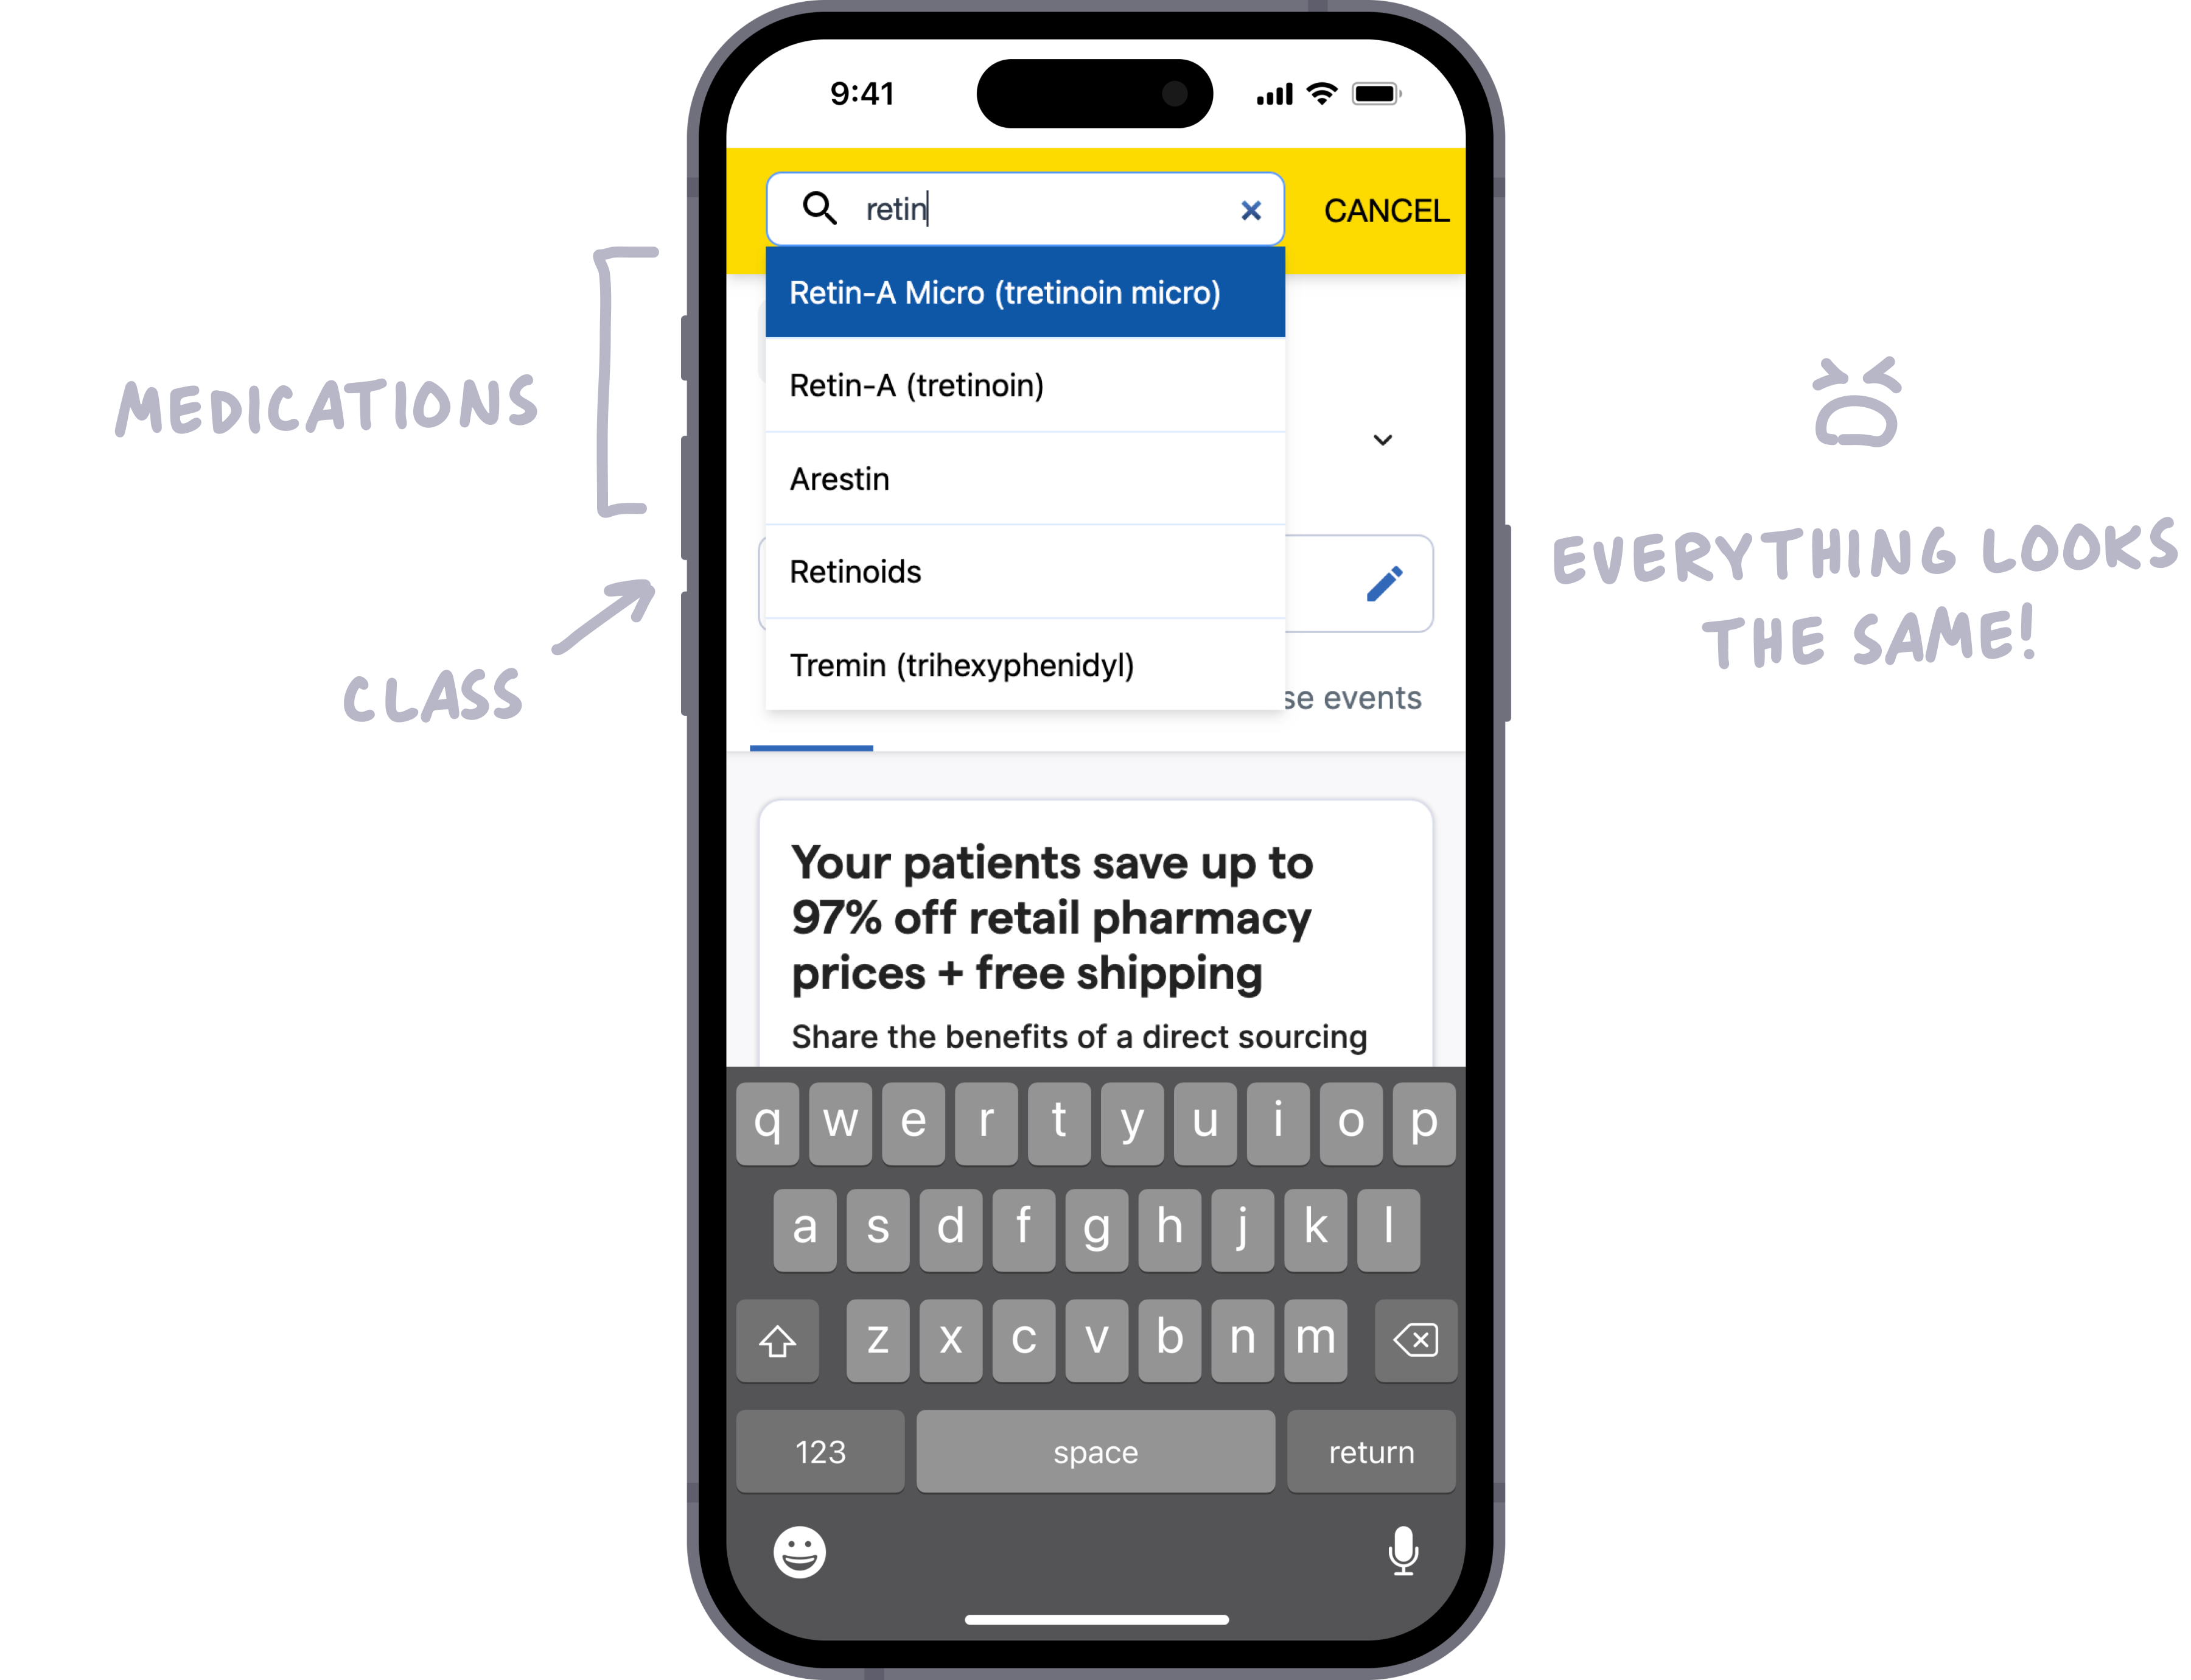 9:41
retin
CANCEL
Retin-A Micro (tretinoin micro)
Retin-A (tretinoin)
Arestin
Retinoids
Tremin (trihexyphenidyl)
se events
MEDICATIONS
CLASS
EVERYTHING LOOKS
THE SAME!
Your patients save up to
97% off retail pharmacy
prices + free shipping
Share the benefits of a direct sourcing
q w e r t y u i o p
a s d f g h j k l
z x c v b n m
123 space return